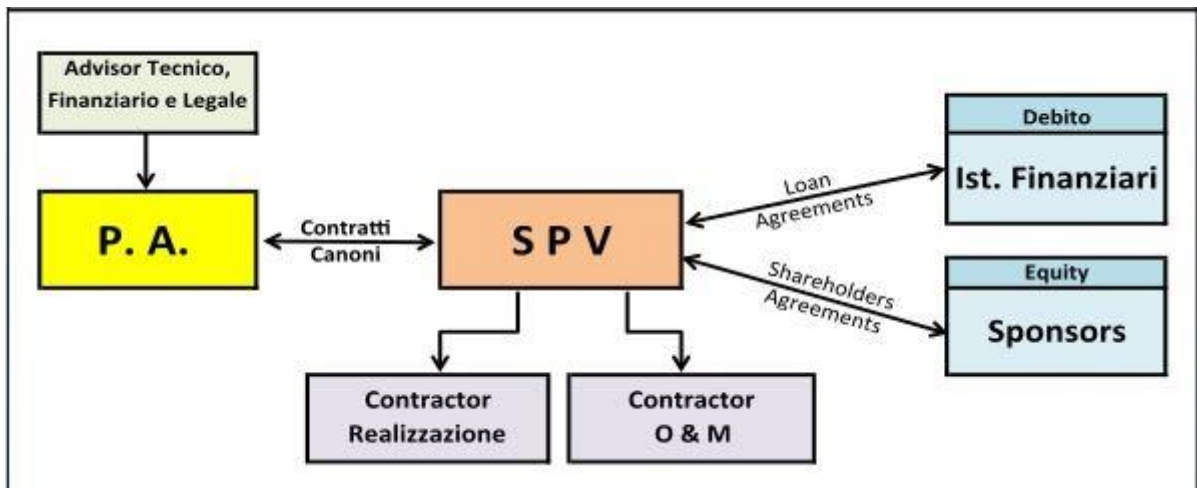 Advisor Tecnico,
Finanziario e Legale
P. A.
Contratti
Canoni
S P V
Loan
Agreements
Shareholders
Agreements
Debito
Ist. Finanziari
Equity
Sponsors
Contractor
Realizzazione
Contractor
O & M